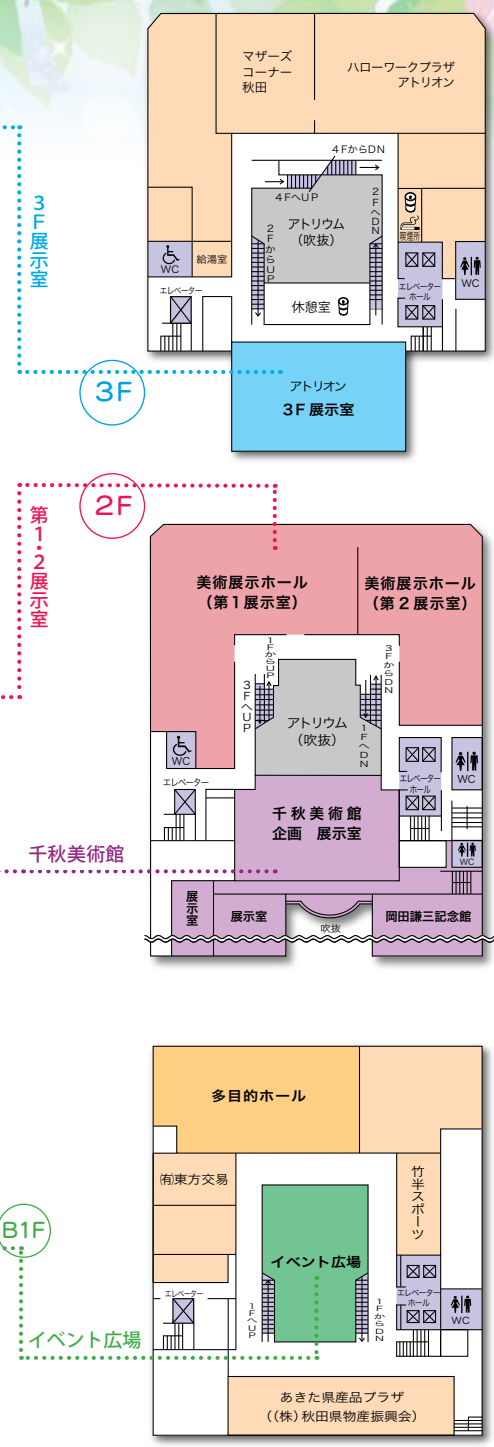 マザーズ
コーナー
秋田
ハローワークプラザ
アトリオン
4FからDN
4FへUP
2FからUP
2FへDN
アトリウム
(吹抜)
喫煙所
WC
給湯室
エレベーター
休憩室
エレベーター
ホール
WC
3F展示室
3F
アトリオン
3F 展示室
2F
第1・2展示室
美術展示ホール
(第1展示室)
美術展示ホール
(第2展示室)
1FからUP
3FからDN
3FへUP
1FへDN
アトリウム
(吹抜)
WC
エレベーター
エレベーター
ホール
WC
千秋美術館
企画 展示室
千秋美術館
WC
展示室
展示室
吹抜
岡田謙三記念館
多目的ホール
(有)東方交易
竹半スポーツ
B1F
イベント広場
エレベーター
1FへUP
1FからDN
エレベーター
ホール
WC
イベント広場
あきた県産品プラザ
((株)秋田県物産振興会)